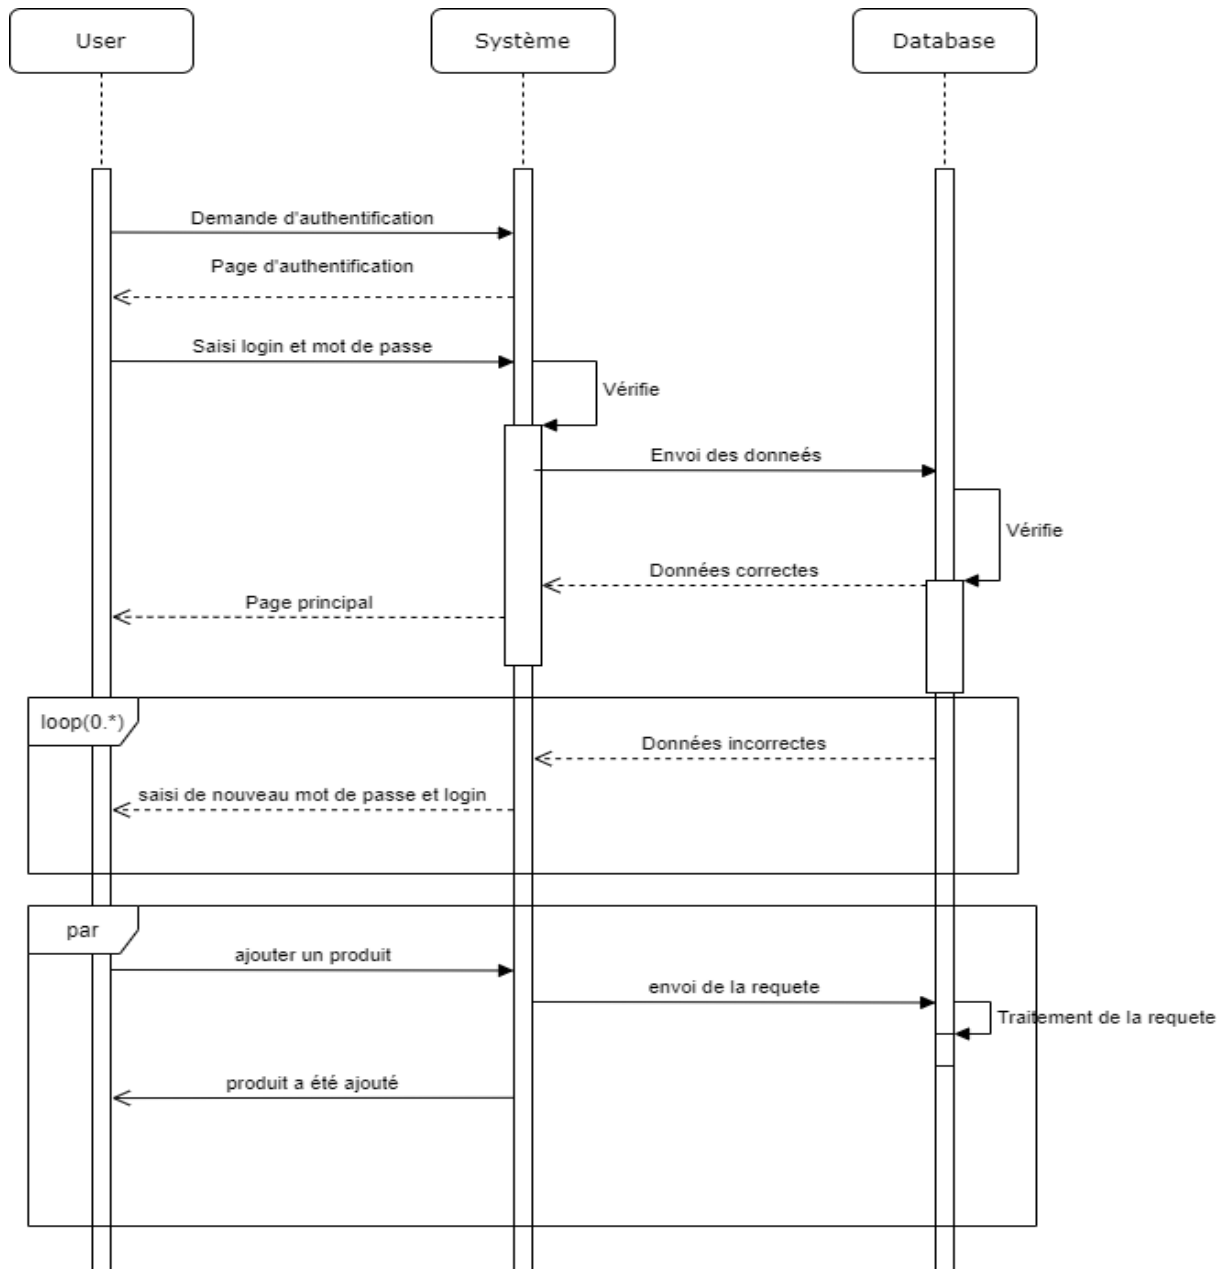 User
Système
Database
Demande d'authentification
Page d'authentification
Saisi login et mot de passe
Vérifie
Envoi des donneés
Vérifie
Données correctes
Page principal
loop(0.*)
Données incorrectes
saisi de nouveau mot de passe et login
par
ajouter un produit
envoi de la requete
Traitement de la requete
produit a été ajouté